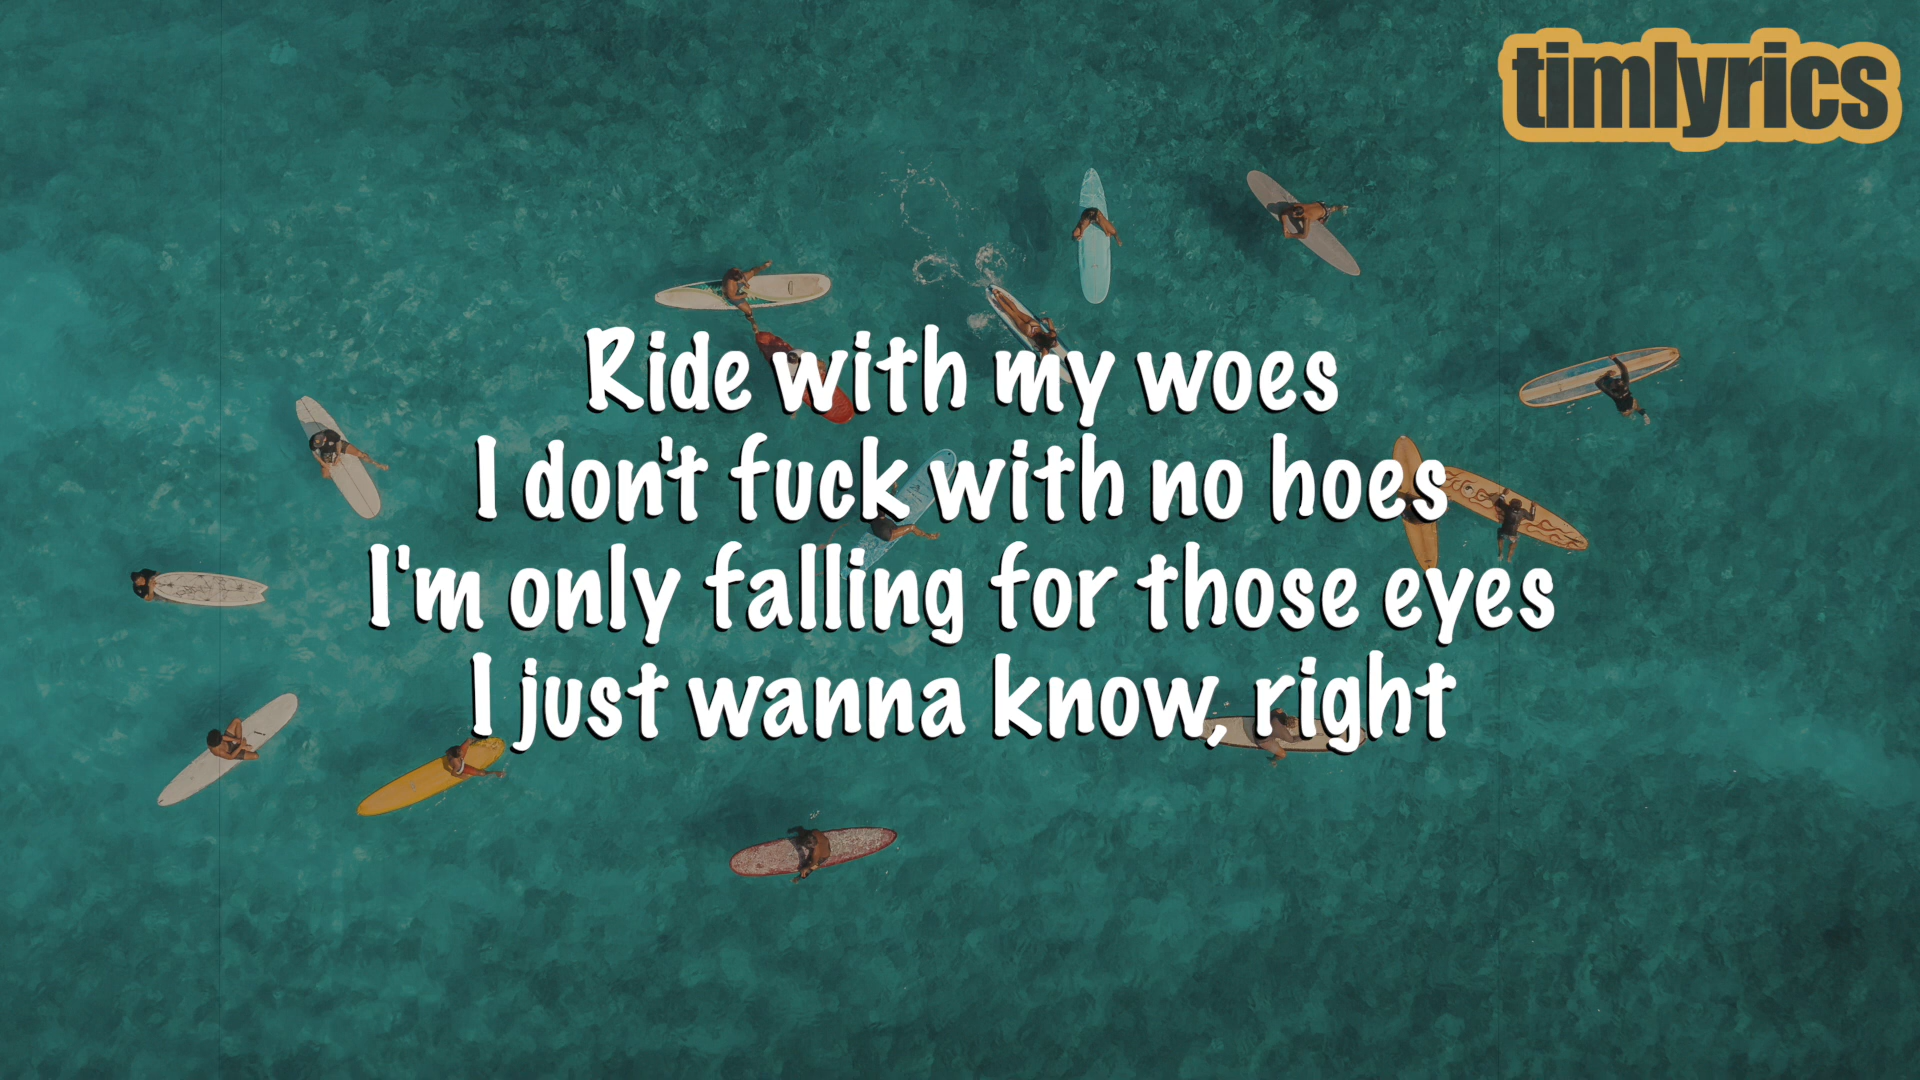 timlyrics
Ride with my woes
I don't fuck with no hoes
I'm only falling for those eyes
I just wanna know, right